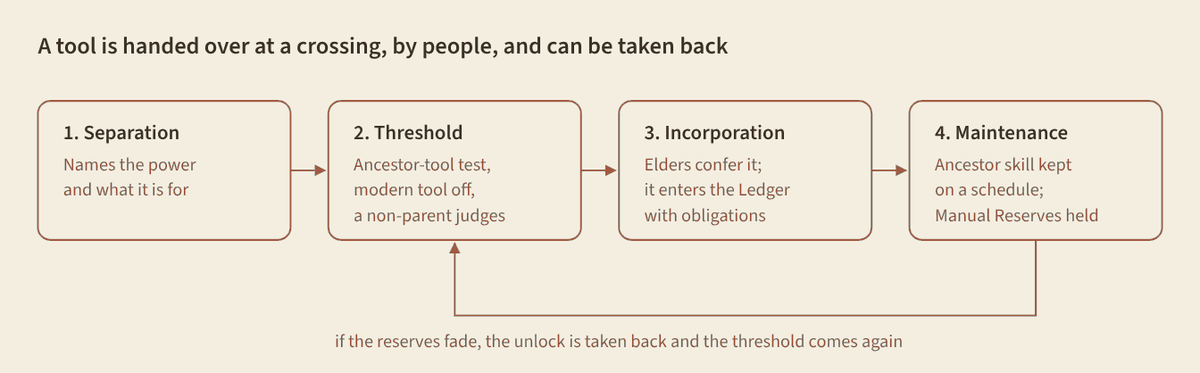 A tool is handed over at a crossing, by people, and can be taken back
1. Separation
Names the power
and what it is for
2. Threshold
Ancestor-tool test,
modern tool off,
a non-parent judges
3. Incorporation
Elders confer it;
it enters the Ledger
with obligations
4. Maintenance
Ancestor skill kept
on a schedule;
Manual Reserves held
if the reserves fade, the unlock is taken back and the threshold comes again